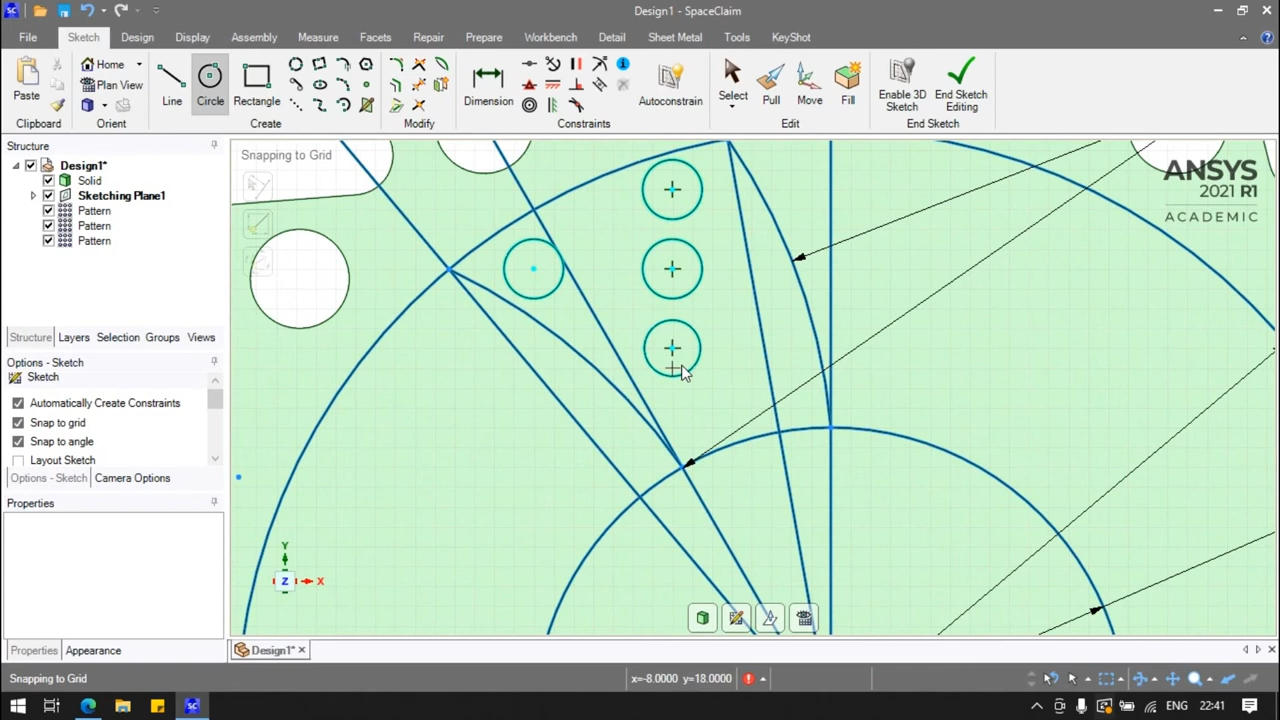 Design1 - SpaceClaim
File Sketch Design Display Assembly Measure Facets Repair Prepare Workbench Detail Sheet Metal Tools KeyShot
Paste
Home
Plan View
Line Circle Rectangle
Dimension
Autoconstrain
Select Pull Move Fill
Enable 3D Sketch
End Sketch Editing
Clipboard Orient Create Modify Constraints Edit End Sketch
Structure
Design1*
Solid
Sketching Plane1
Pattern
Pattern
Pattern
Structure Layers Selection Groups Views
Options - Sketch
Sketch
Automatically Create Constraints
Snap to grid
Snap to angle
Layout Sketch
Options - Sketch Camera Options
Properties
Properties Appearance
Snapping to Grid
ANSYS
2021 R1
ACADEMIC
Y
Z
X
Design1*
Snapping to Grid
x=-8.0000 y=18.0000
ENG 22:41